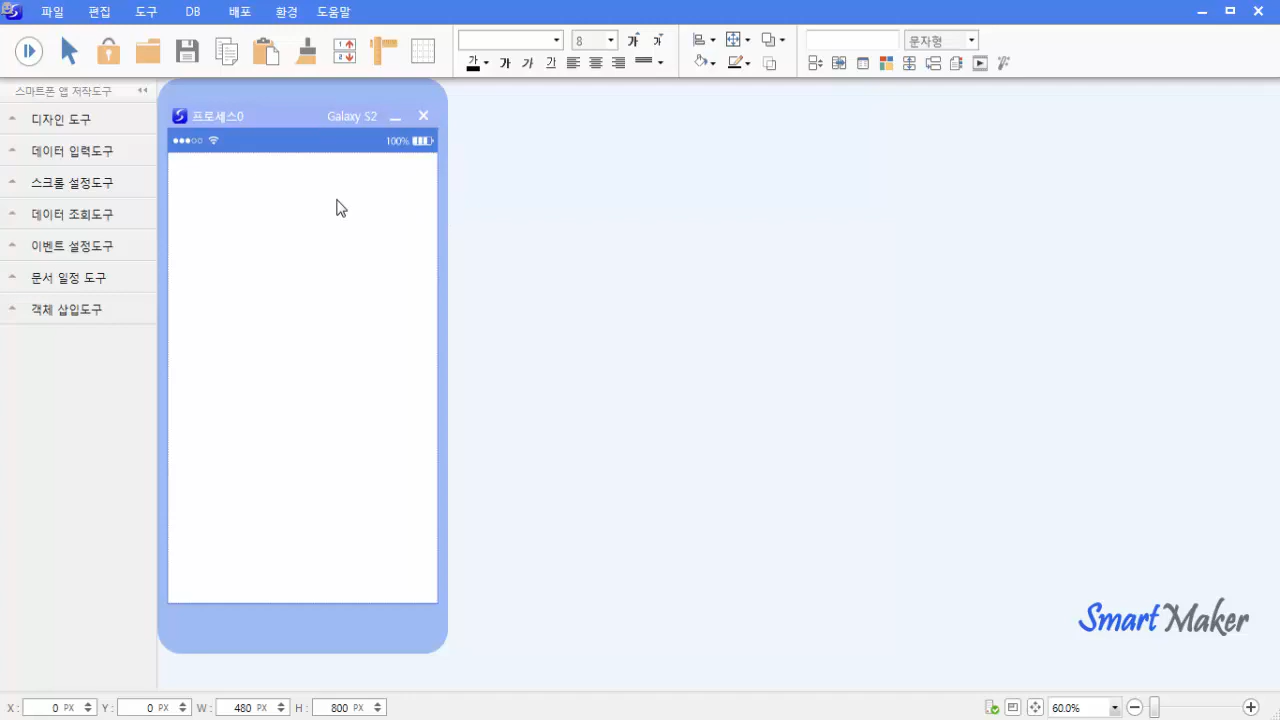 파일 편집 도구 DB 배포 환경 도움말
8 가 가
문자형
가 가 가 가
스마트폰 앱 저작도구
디자인 도구
데이터 입력도구
스크롤 설정도구
데이터 조회도구
이벤트 설정도구
문서 일정 도구
객체 삽입도구
프로세스0 Galaxy S2
100%
Smart Maker
X : 0 PX Y : 0 PX W : 480 PX H : 800 PX 60.0%